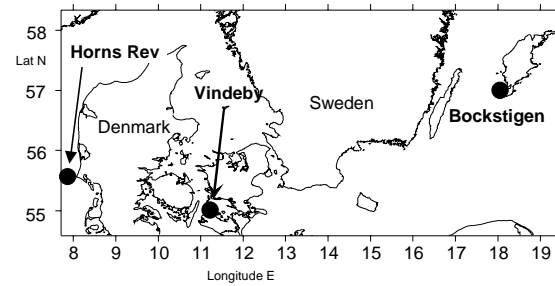 58
Lat N
Horns Rev
57
Vindeby
Sweden
Bockstigen
Denmark
56
55
8 9 10 11 12 13 14 15 16 17 18 19
Longitude E